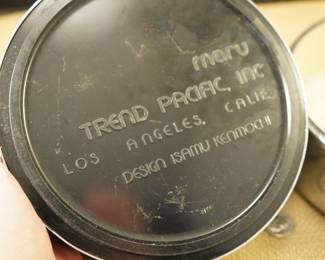 maru
TREND PACIFIC, INC
LOS ANGELES, CALIF.
DESIGN ISAMU KENMOCHI